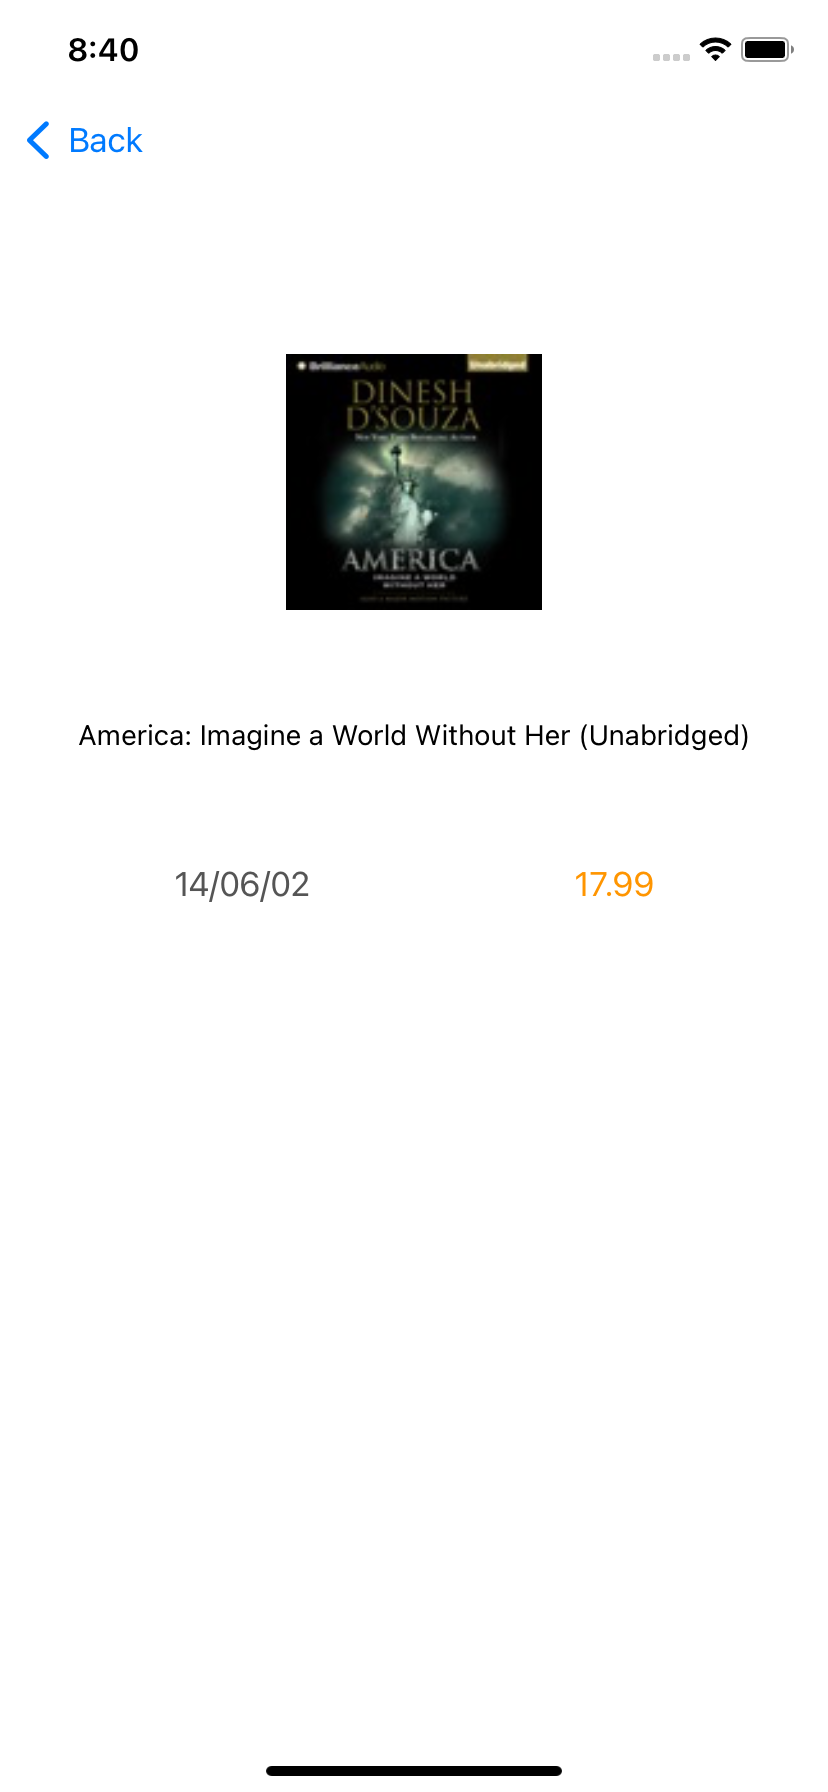 8:40
Back
BrillianceAudio
Unabridged
DINESH
D'SOUZA
New York Times Bestselling Author
AMERICA
IMAGINE A WORLD
WITHOUT HER
America: Imagine a World Without Her (Unabridged)
14/06/02
17.99